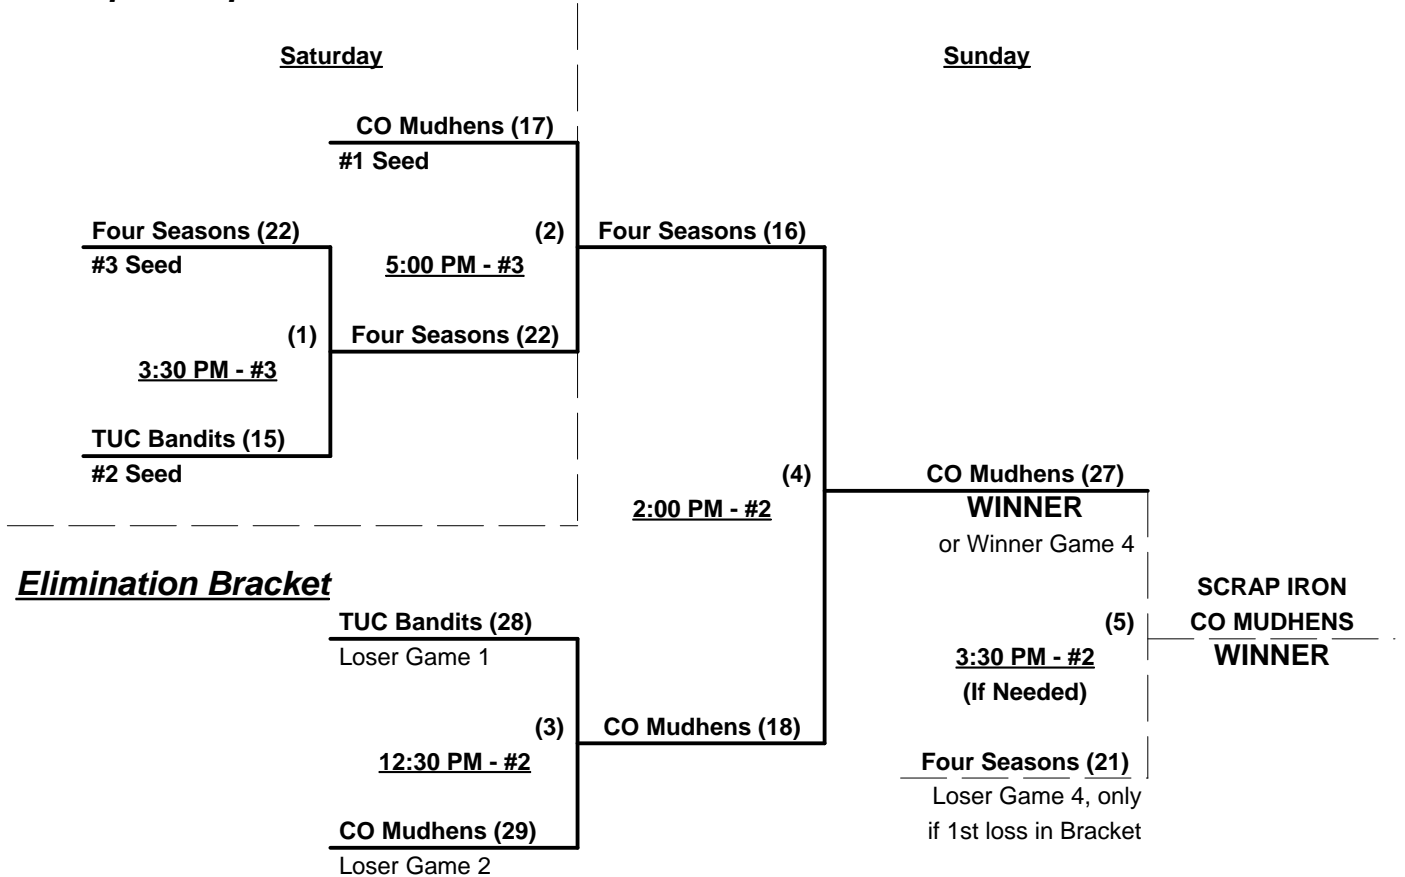 Saturday
Sunday
CO Mudhens (17)
#1 Seed
Four Seasons (22)
(2)
Four Seasons (16)
#3 Seed
5:00 PM - #3
(1)
Four Seasons (22)
3:30 PM - #3
TUC Bandits (15)
#2 Seed
(4)
CO Mudhens (27)
2:00 PM - #2
WINNER
or Winner Game 4
Elimination Bracket
SCRAP IRON
TUC Bandits (28)
(5)
CO MUDHENS
Loser Game 1
3:30 PM - #2
WINNER
(If Needed)
(3)
CO Mudhens (18)
12:30 PM - #2
Four Seasons (21)
Loser Game 4, only
CO Mudhens (29)
if 1st loss in Bracket
Loser Game 2